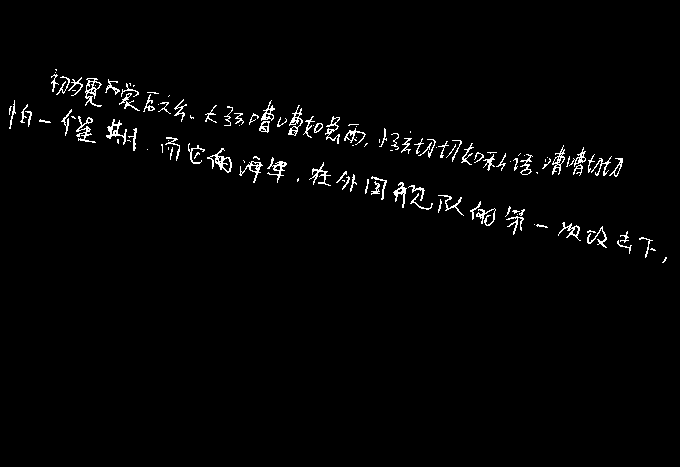 初为霓裳后六幺。大弦嘈嘈如急雨,小弦切切如私语、嘈嘈切切
怕一催期、而它的海军,在外国舰队的第一次攻击下,